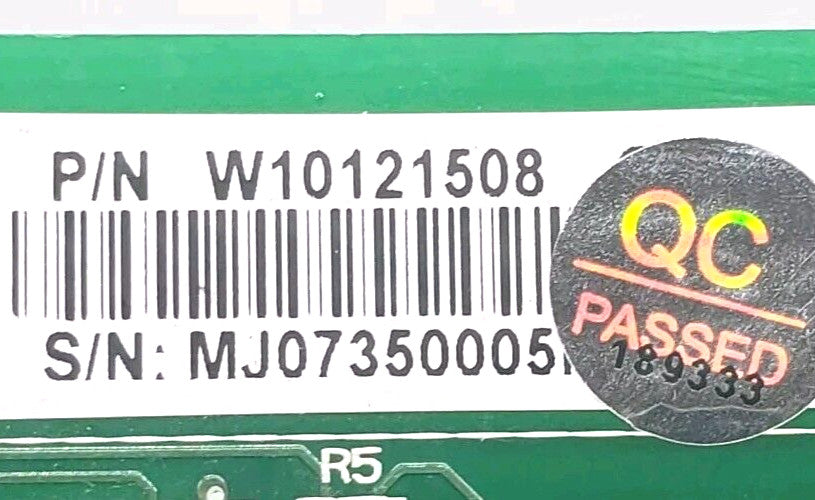 P/N W10121508
S/N: MJ07350005
QC
PASSED
189333
R5